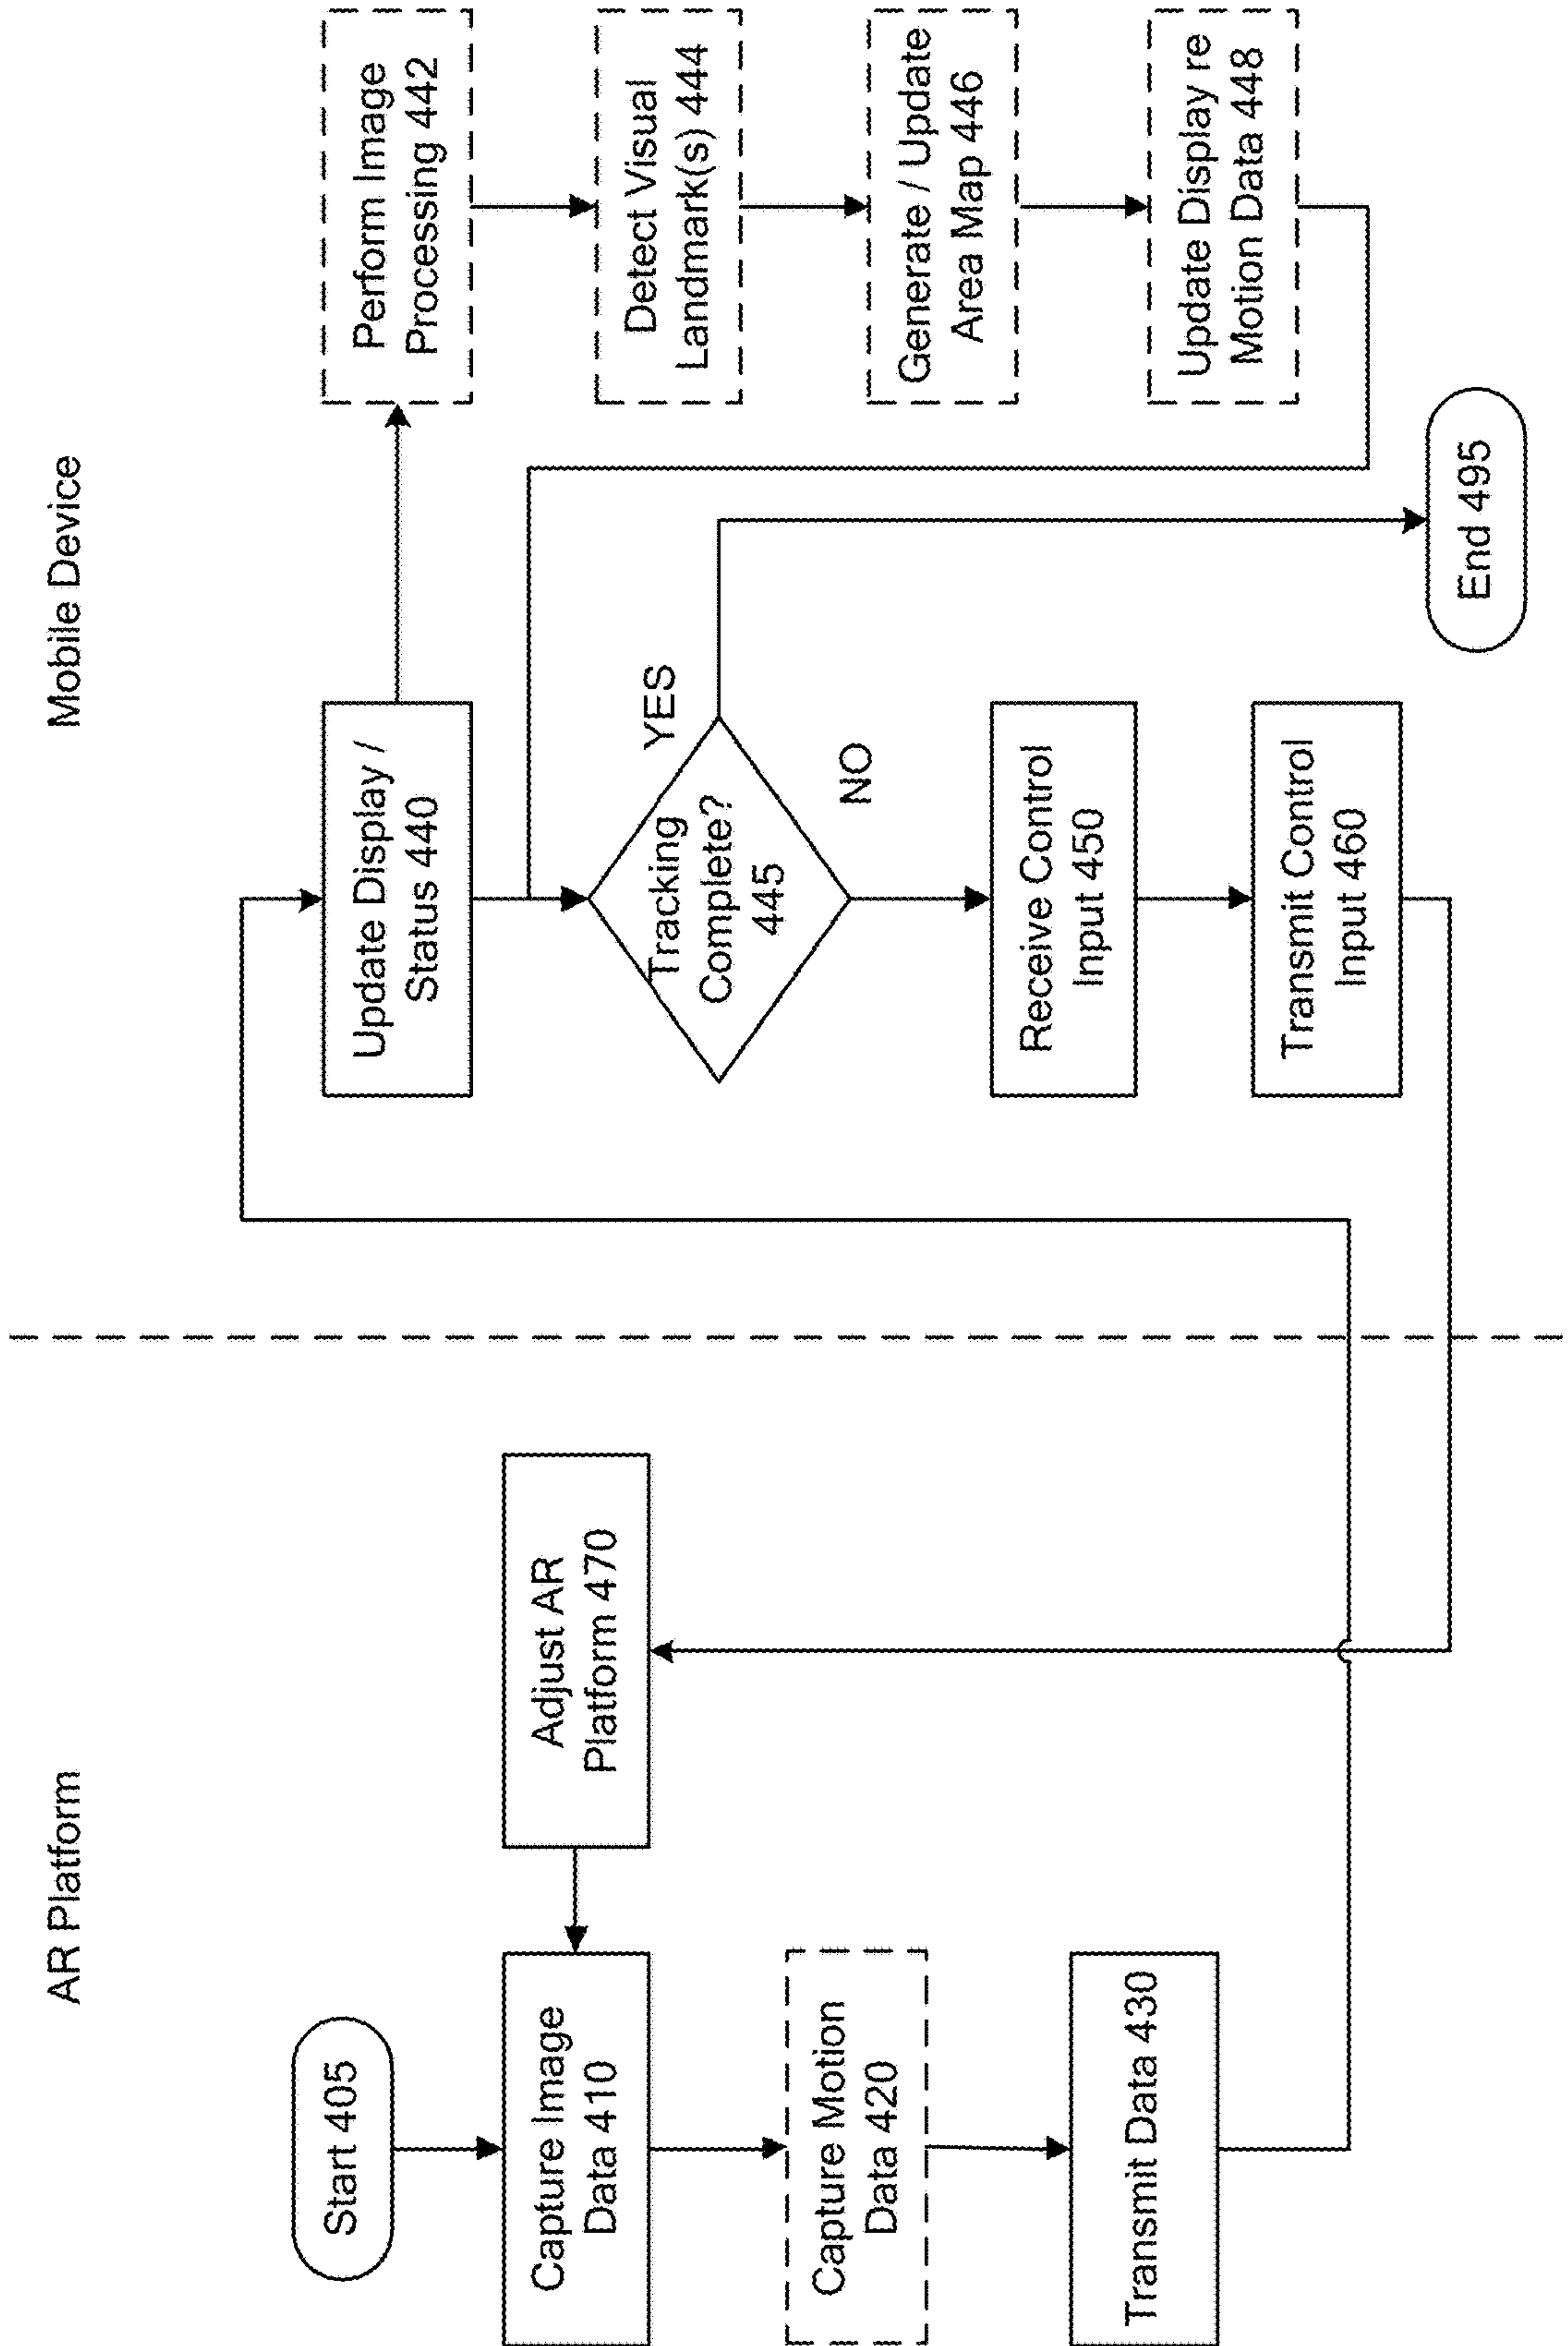 AR Platform
Mobile Device
Start 405
Capture Image
Data 410
Capture Motion
Data 420
Transmit Data 430
Adjust AR
Platform 470
Update Display /
Status 440
Tracking
Complete?
445
YES
NO
Receive Control
Input 450
Transmit Control
Input 460
Perform Image
Processing 442
Detect Visual
Landmark(s) 444
Generate / Update
Area Map 446
Update Display re
Motion Data 448
End 495